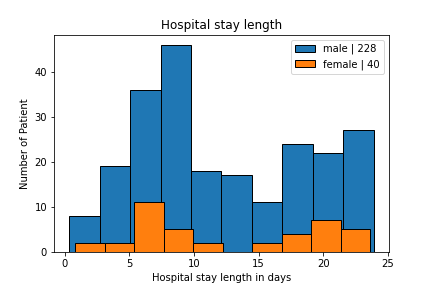 Hospital stay length
male | 228
female | 40
Number of Patient
40
30
20
10
0
0 5 10 15 20 25
Hospital stay length in days